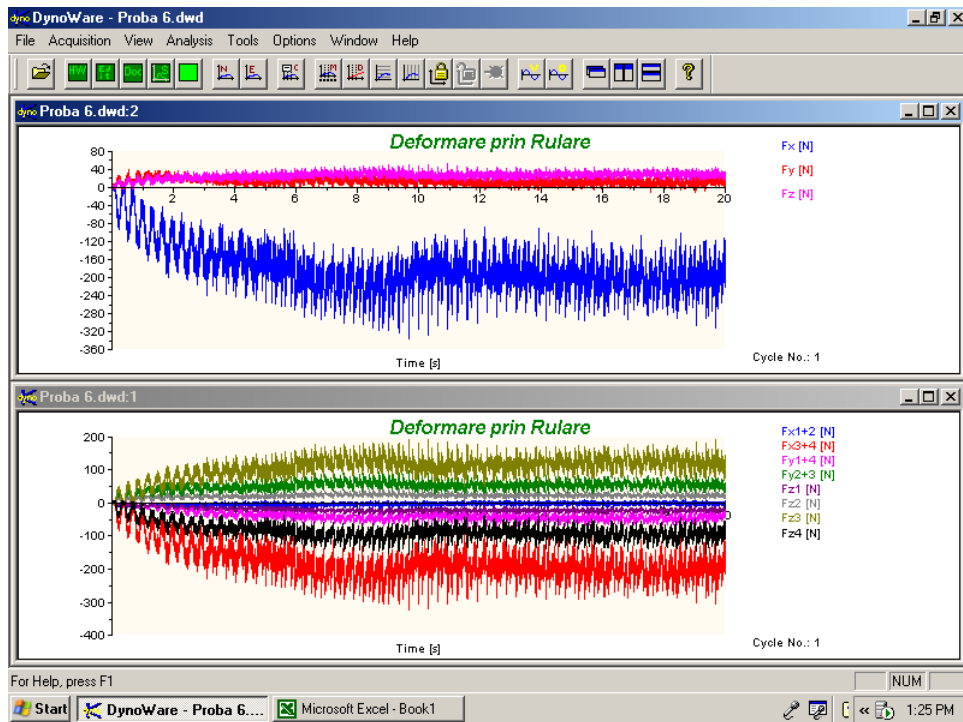 DynoWare - Proba 6.dwd
File Acquisition View Analysis Tools Options Window Help
Proba 6.dwd:2
Deformare prin Rulare
80
40
0
-40
-80
-120
-160
-200
-240
-280
-320
-360
2 4 6 8 10 12 14 16 18 20
Time [s]
Fx [N]
Fy [N]
Fz [N]
Cycle No.: 1
Proba 6.dwd:1
Deformare prin Rulare
200
100
0
-100
-200
-300
-400
Time [s]
Fx1+2 [N]
Fx3+4 [N]
Fy1+4 [N]
Fy2+3 [N]
Fz1 [N]
Fz2 [N]
Fz3 [N]
Fz4 [N]
Cycle No.: 1
For Help, press F1 NUM
Start DynoWare - Proba 6.... Microsoft Excel - Book1 « 1:25 PM